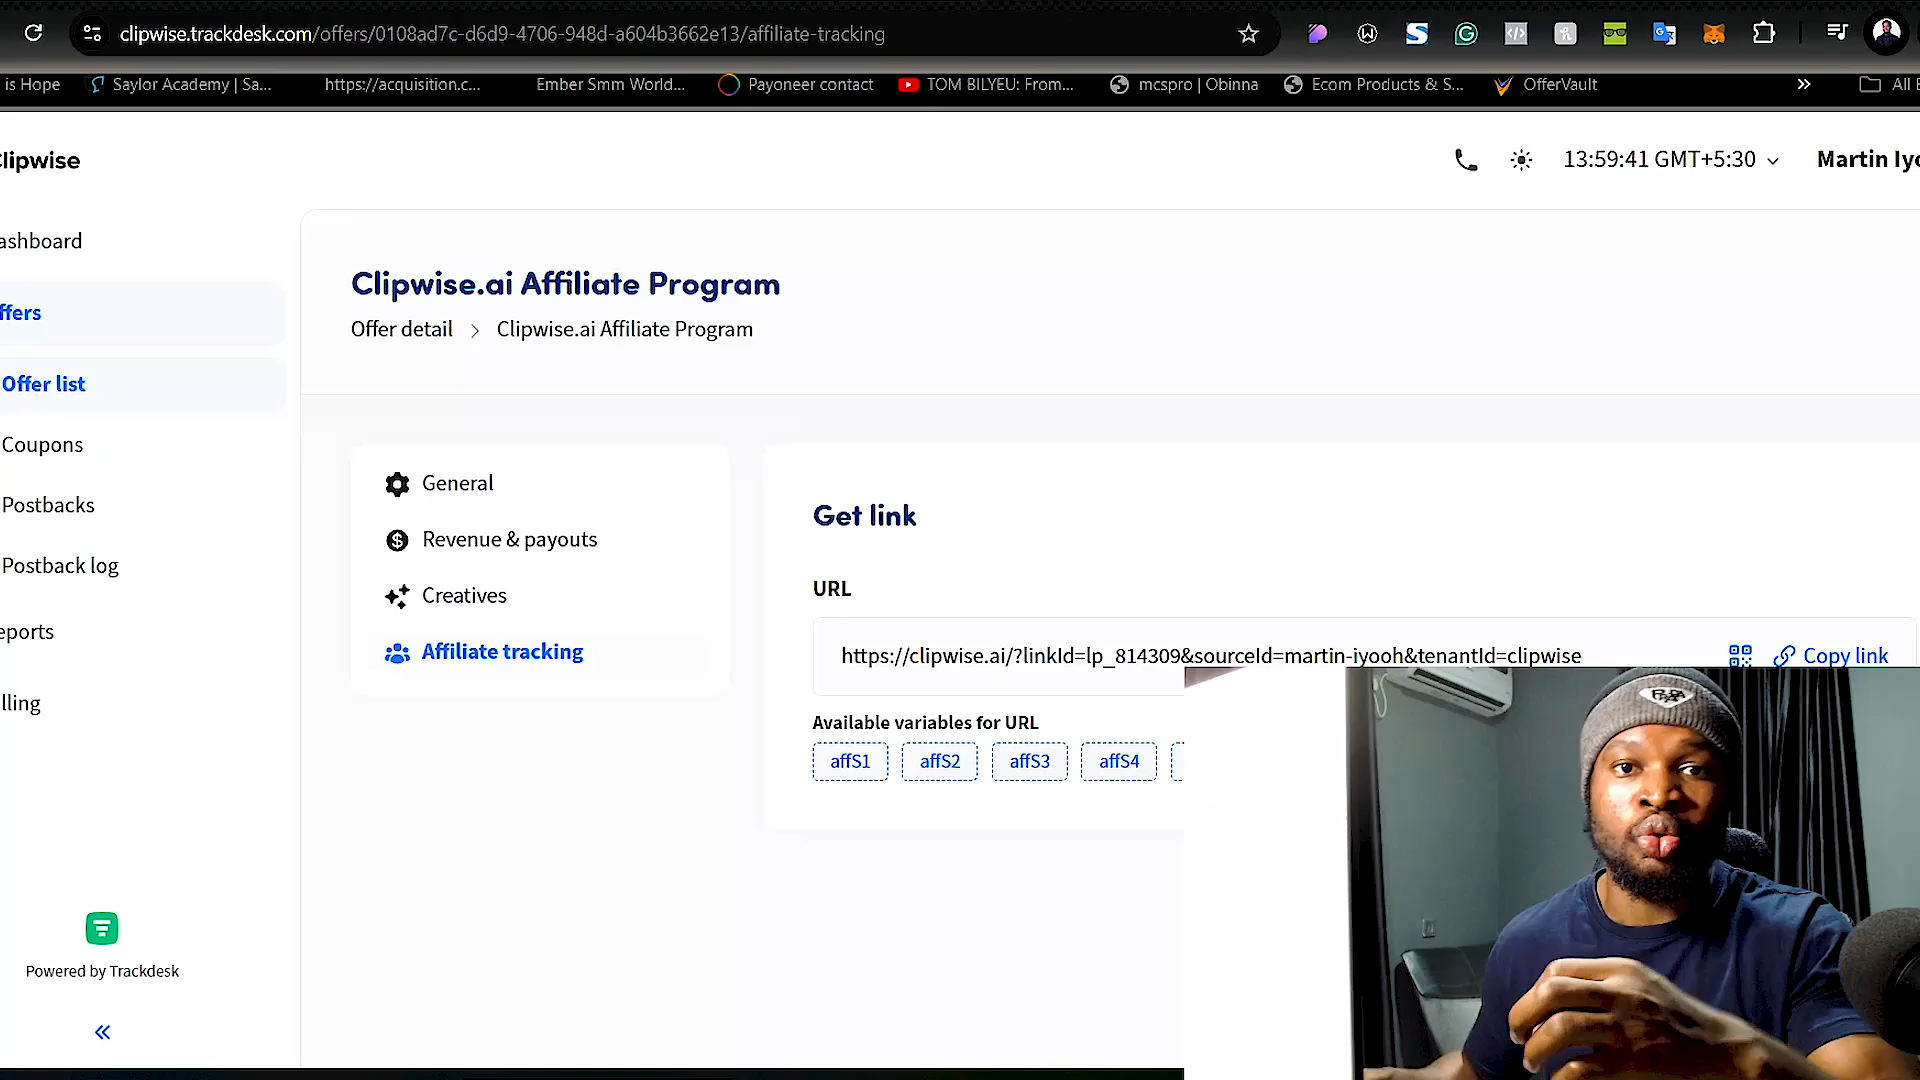 clipwise.trackdesk.com/offers/0108ad7c-d6d9-4706-948d-a604b3662e13/affiliate-tracking
is Hope
Saylor Academy | Sa...
https://acquisition.c...
Ember Smm World...
Payoneer contact
TOM BILYEU: From...
mcspro | Obinna
Ecom Products & S...
OfferVault
All
Clipwise
13:59:41 GMT+5:30
Martin Iyo
ashboard
ffers
Offer list
Coupons
Postbacks
Postback log
eports
lling
Powered by Trackdesk
Clipwise.ai Affiliate Program
Offer detail > Clipwise.ai Affiliate Program
General
Revenue & payouts
Creatives
Affiliate tracking
Get link
URL
https://clipwise.ai/?linkId=lp_814309&sourceId=martin-iyooh&tenantId=clipwise
Copy link
Available variables for URL
affS1
affS2
affS3
affS4